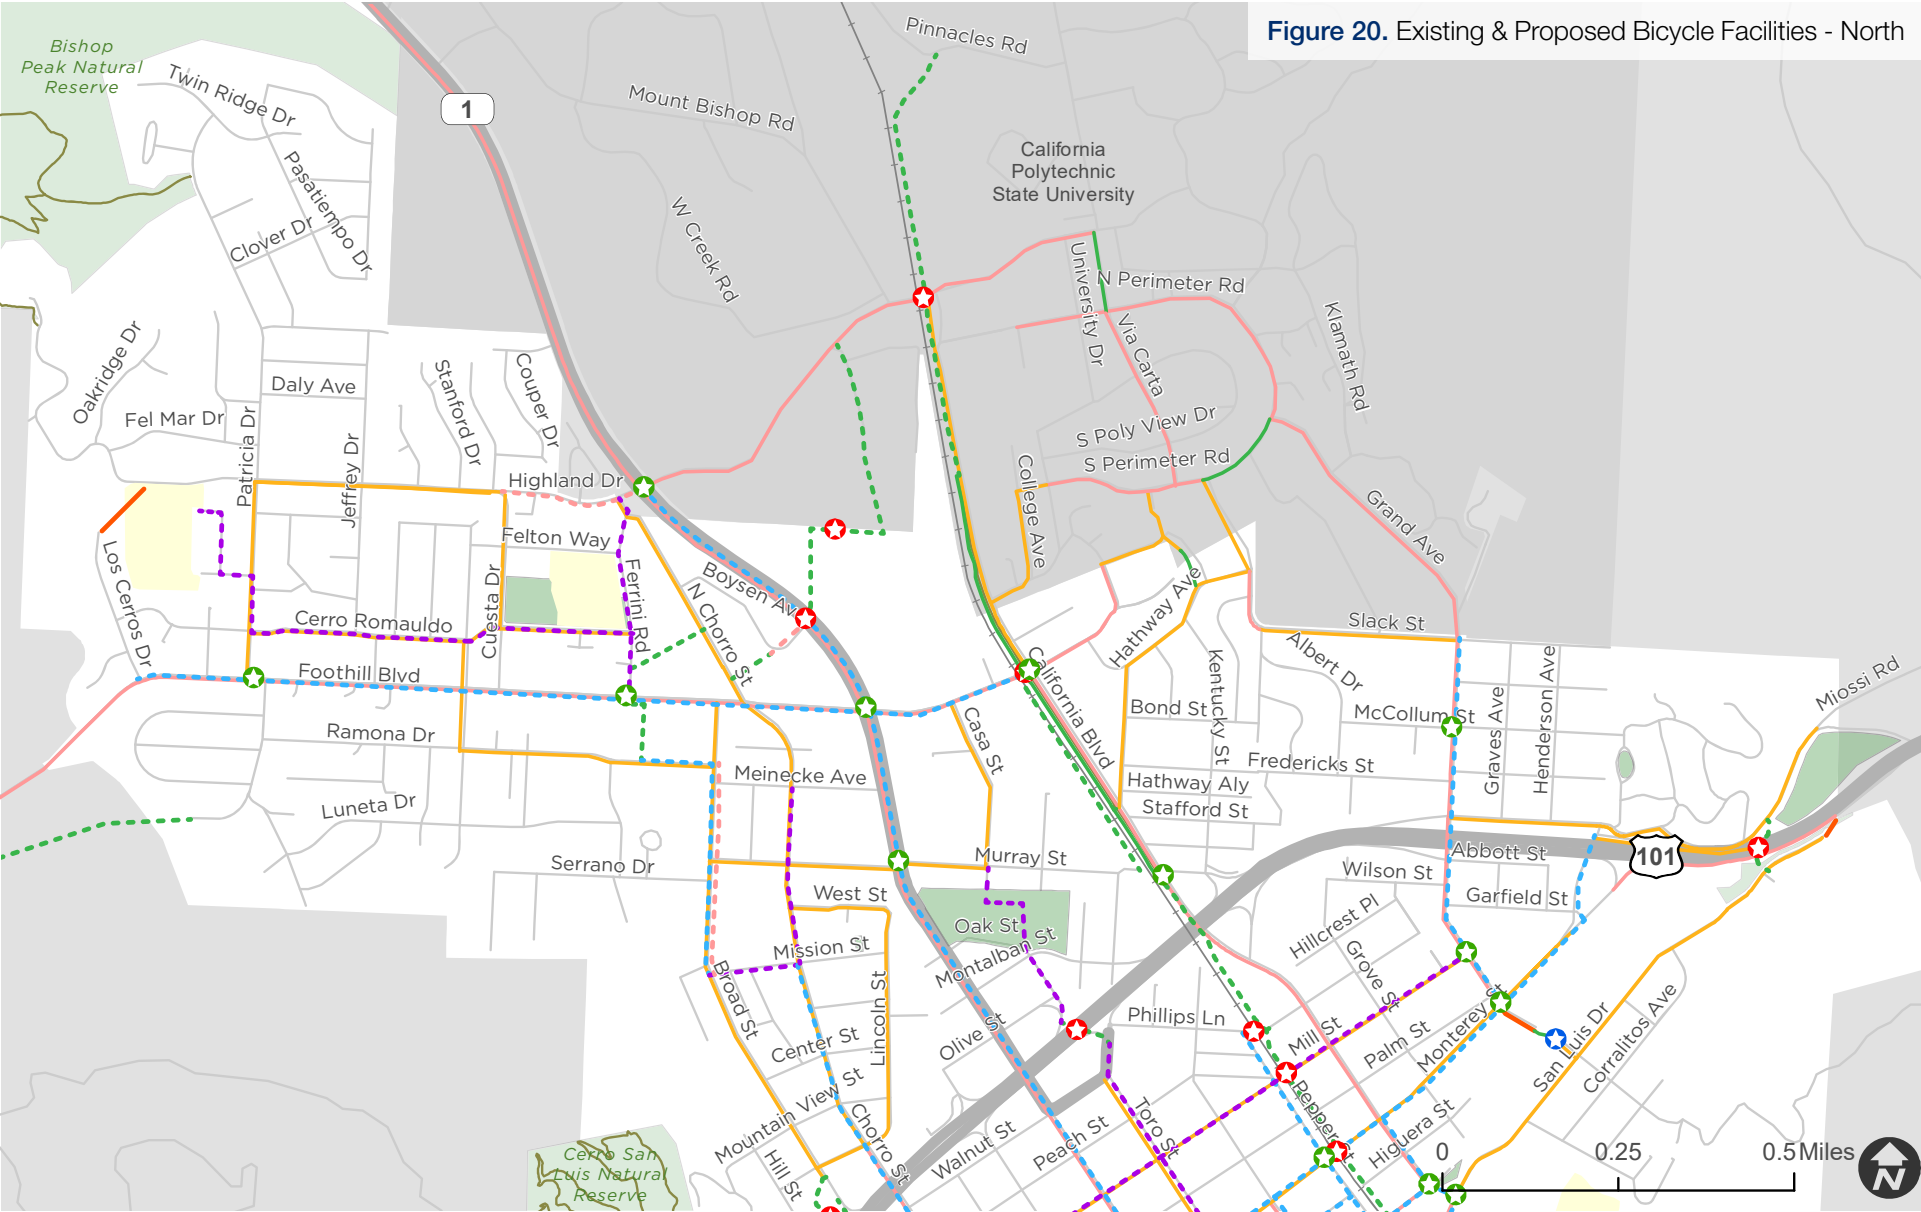 Figure 20. Existing & Proposed Bicycle Facilities - North
Bishop
Peak Natural
Reserve
Twin Ridge Dr
Pasatiempo Dr
Clover Dr
1
Pinnacles Rd
Mount Bishop Rd
W Creek Rd
California
Polytechnic
State University
University Dr
N Perimeter Rd
Via Carta
Klamath Rd
S Poly View Dr
S Perimeter Rd
College Ave
Grand Ave
Oakridge Dr
Fel Mar Dr
Daly Ave
Patricia Dr
Jeffrey Dr
Stanford Dr
Couper Dr
Highland Dr
Felton Way
Los Cerros Dr
Cerro Romauldo
Cuesta Dr
Ferrini Rd
Boysen Av
N Chorro St
Foothill Blvd
Ramona Dr
Luneta Dr
Serrano Dr
Meinecke Ave
Casa St
Murray St
West St
Mission St
Oak St
Montalban St
Lincoln St
Broad St
Center St
Olive St
Mountain View St
Chorro St
Hill St
Walnut St
Peach St
Toro St
Phillips Ln
California Blvd
Hathway Ave
Kentucky St
Bond St
Hathway Aly
Stafford St
Fredericks St
Albert Dr
Slack St
McCollum St
Graves Ave
Henderson Ave
Miossi Rd
101
Abbott St
Wilson St
Garfield St
Hillcrest Pl
Grove St
Mill St
Palm St
Monterey St
Pepper
Higuera St
San Luis Dr
Corralitos Ave
Cerro San
Luis Natural
Reserve
0 0.25 0.5 Miles
N